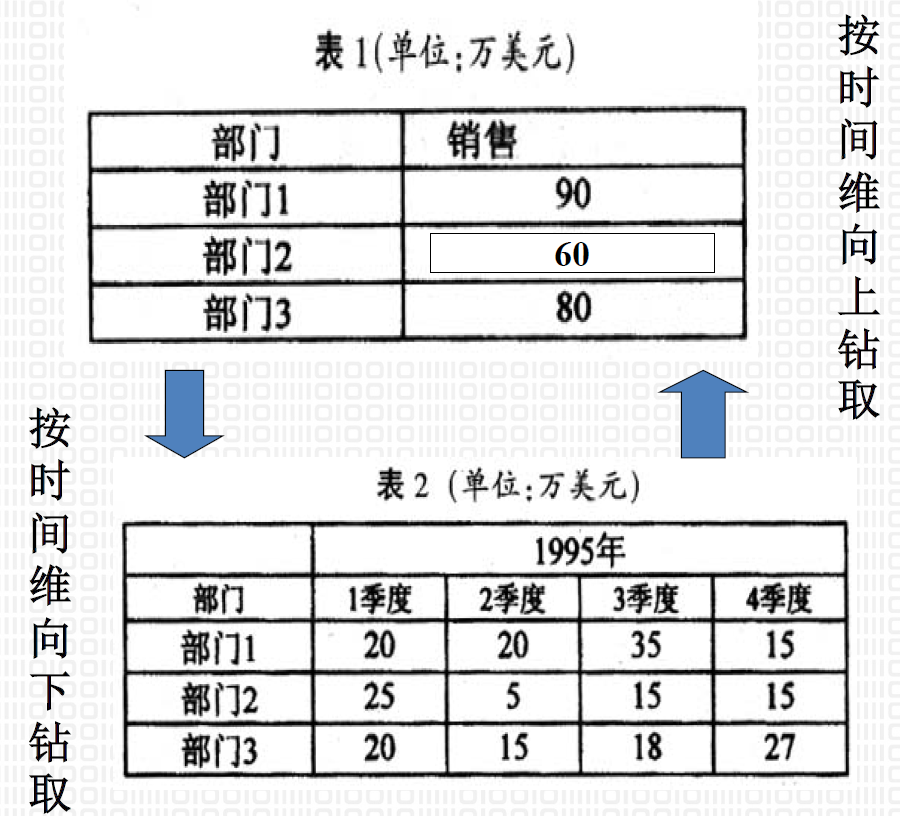 表 1(单位:万美元)
部门 销售
部门1 90
部门2 60
部门3 80
按时间维向上钻取
按时间维向下钻取
表 2 (单位:万美元)
1995年
部门 1季度 2季度 3季度 4季度
部门1 20 20 35 15
部门2 25 5 15 15
部门3 20 15 18 27